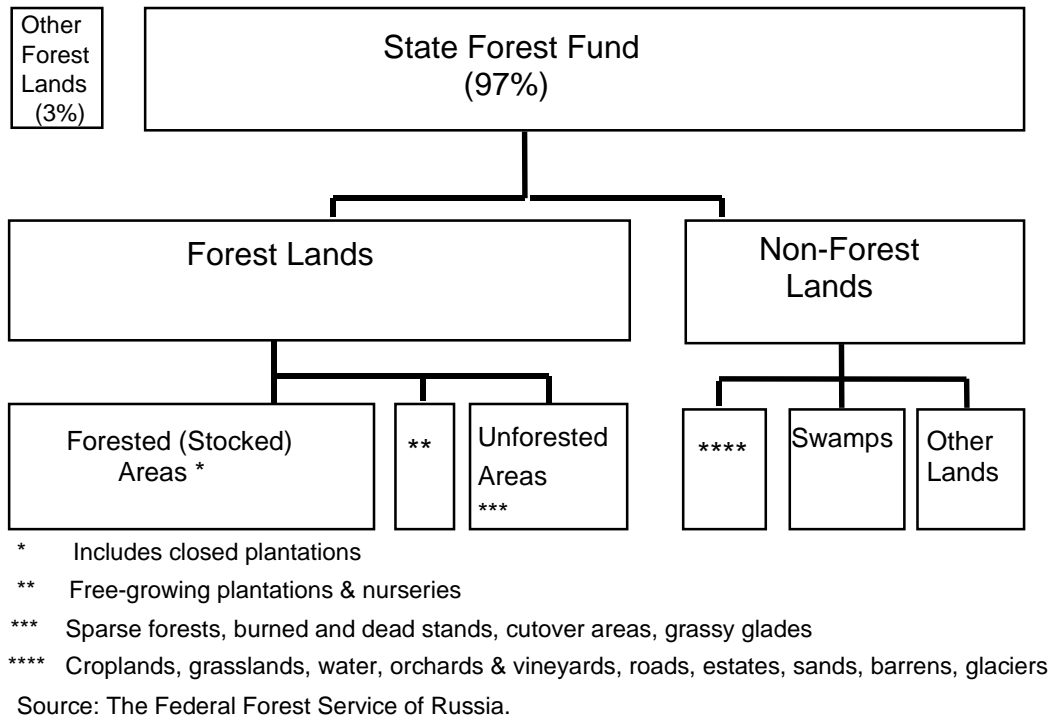 Other
Forest
Lands
(3%)
State Forest Fund
(97%)
Forest Lands
Non-Forest
Lands
Forested (Stocked)
Areas *
**
Unforested
Areas
***
****
Swamps
Other
Lands
* Includes closed plantations
** Free-growing plantations & nurseries
*** Sparse forests, burned and dead stands, cutover areas, grassy glades
**** Croplands, grasslands, water, orchards & vineyards, roads, estates, sands, barrens, glaciers
Source: The Federal Forest Service of Russia.